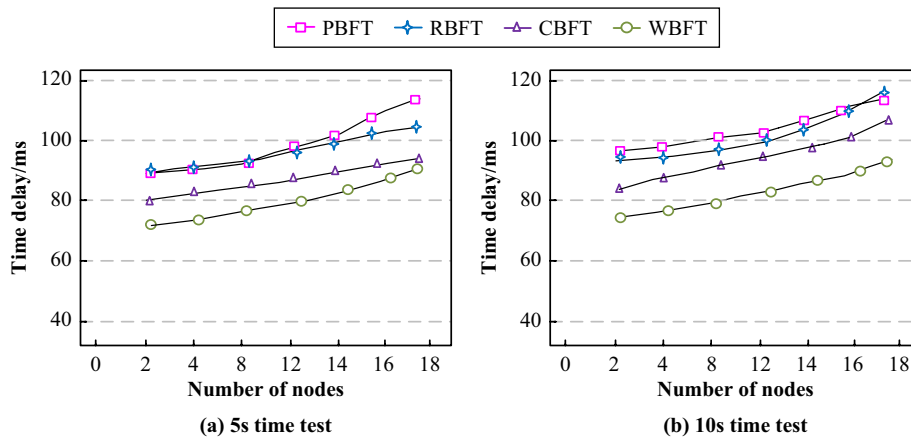 PBFT RBFT CBFT WBFT
120
100
80
60
40
Time delay/ms
0 2 4 8 12 14 16 18
Number of nodes
(a) 5s time test
120
100
80
60
40
Time delay/ms
0 2 4 8 12 14 16 18
Number of nodes
(b) 10s time test